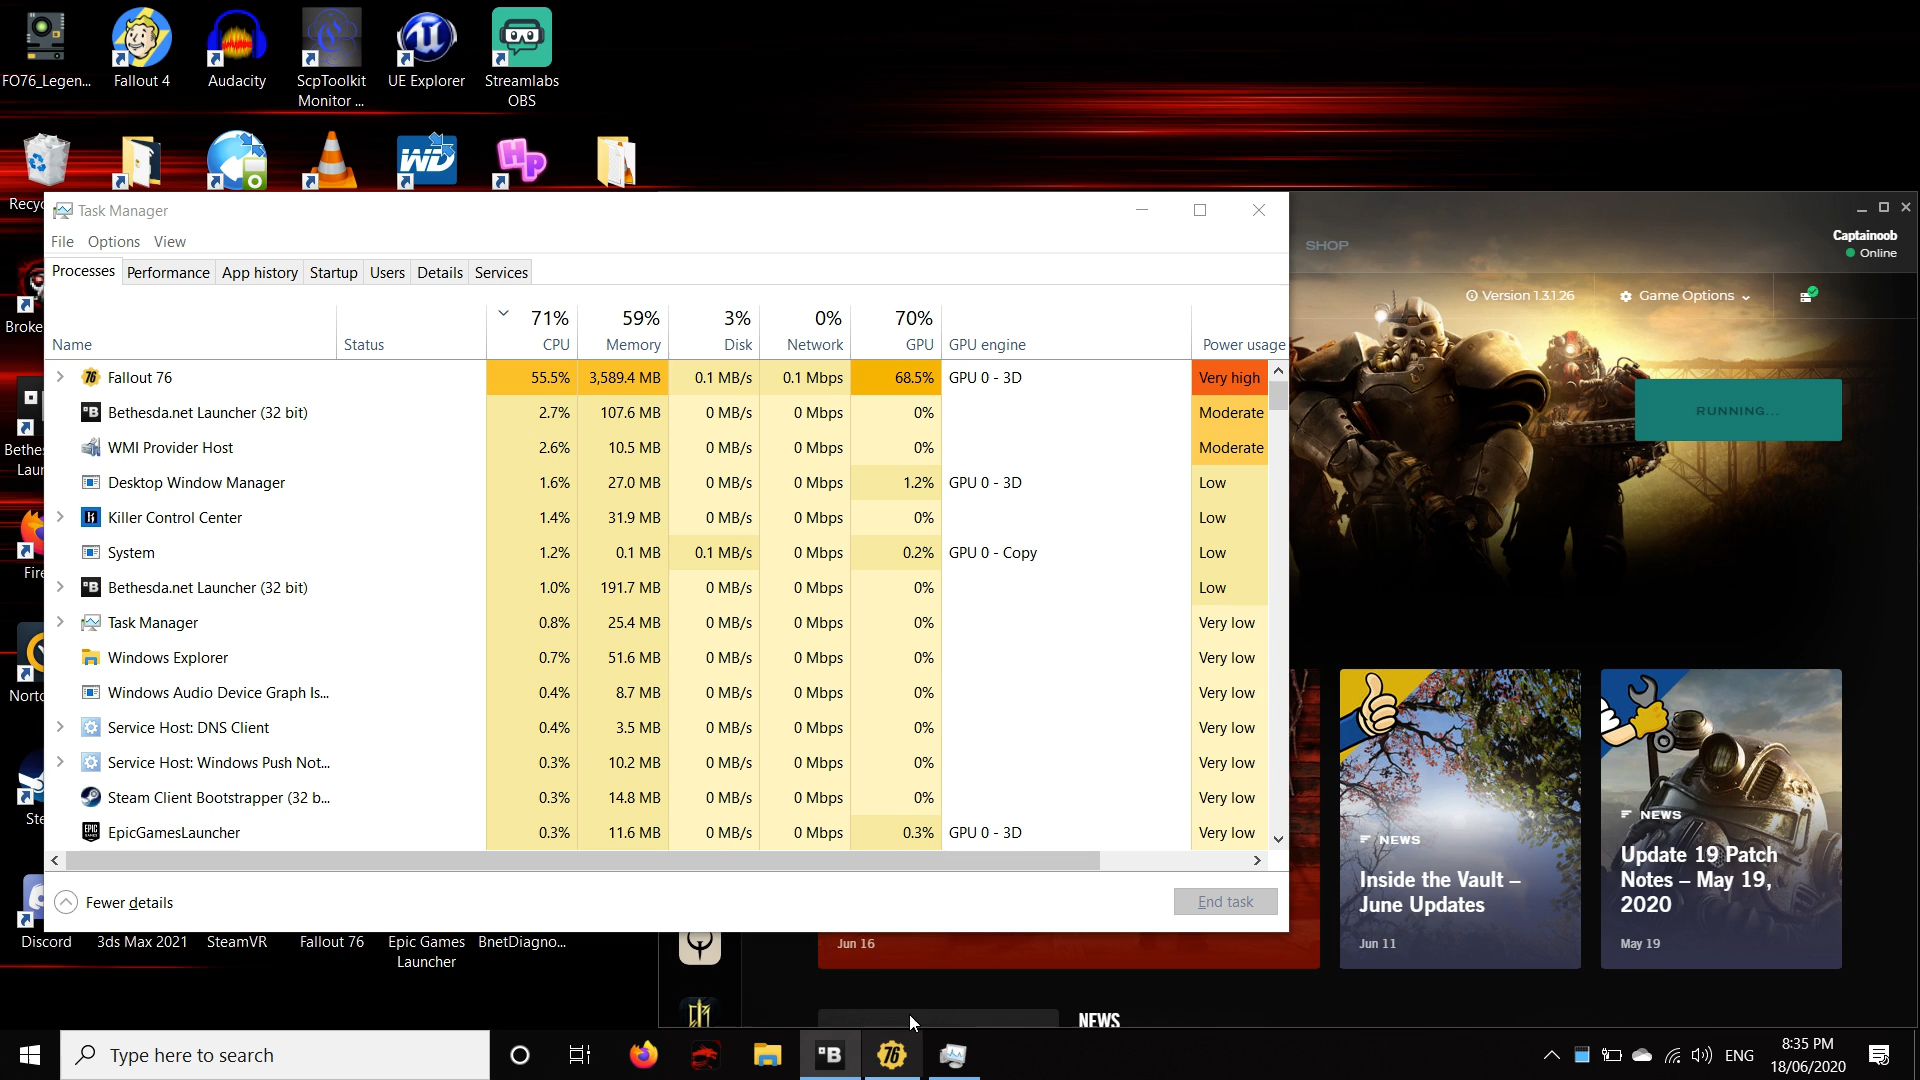 FO76_Legen...
Fallout 4
Audacity
ScpToolkit
Monitor ...
UE Explorer
Streamlabs
OBS
WD
HP
Recyc
Task Manager
File Options View
Processes Performance App history Startup Users Details Services
71% 59% 3% 0% 70%
Name Status CPU Memory Disk Network GPU GPU engine Power usage
76 Fallout 76 55.5% 3,589.4 MB 0.1 MB/s 0.1 Mbps 68.5% GPU 0 - 3D Very high
B Bethesda.net Launcher (32 bit) 2.7% 107.6 MB 0 MB/s 0 Mbps 0% Moderate
WMI Provider Host 2.6% 10.5 MB 0 MB/s 0 Mbps 0% Moderate
Desktop Window Manager 1.6% 27.0 MB 0 MB/s 0 Mbps 1.2% GPU 0 - 3D Low
Killer Control Center 1.4% 31.9 MB 0 MB/s 0 Mbps 0% Low
System 1.2% 0.1 MB 0.1 MB/s 0 Mbps 0.2% GPU 0 - Copy Low
B Bethesda.net Launcher (32 bit) 1.0% 191.7 MB 0 MB/s 0 Mbps 0% Low
Task Manager 0.8% 25.4 MB 0 MB/s 0 Mbps 0% Very low
Windows Explorer 0.7% 51.6 MB 0 MB/s 0 Mbps 0% Very low
Windows Audio Device Graph Is... 0.4% 8.7 MB 0 MB/s 0 Mbps 0% Very low
Service Host: DNS Client 0.4% 3.5 MB 0 MB/s 0 Mbps 0% Very low
Service Host: Windows Push Not... 0.3% 10.2 MB 0 MB/s 0 Mbps 0% Very low
Steam Client Bootstrapper (32 b... 0.3% 14.8 MB 0 MB/s 0 Mbps 0% Very low
EPIC GAMES EpicGamesLauncher 0.3% 11.6 MB 0 MB/s 0 Mbps 0.3% GPU 0 - 3D Very low
Fewer details
End task
Broke
Bethes
Laun
Fire
Norto
Ste
SHOP
Captainoob
Online
Version 1.3.1.26
Game Options
RUNNING...
Jun 16
NEWS
Inside the Vault –
June Updates
Jun 11
NEWS
Update 19 Patch
Notes – May 19,
2020
May 19
NEWS
Discord
3ds Max 2021
SteamVR
Fallout 76
Epic Games
Launcher
BnetDiagno...
Type here to search
B
76
ENG
8:35 PM
18/06/2020